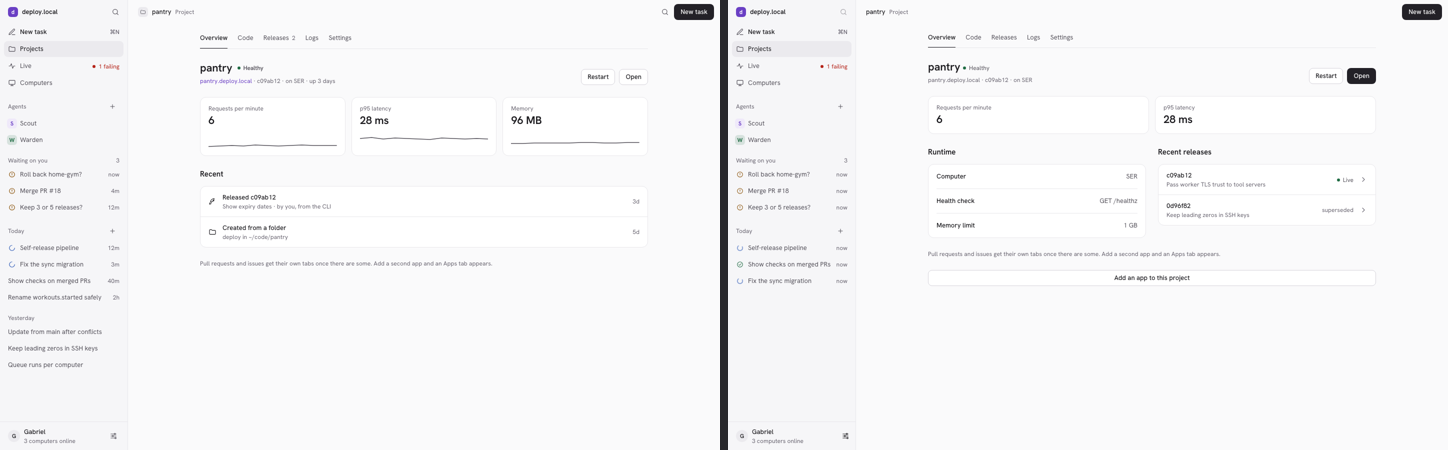 d deploy.local
New task ⌘N
Projects
Live 1 failing
Computers
Agents
S Scout
W Warden
Waiting on you 3
Roll back home-gym? now
Merge PR #18 4m
Keep 3 or 5 releases? 12m
Today
Self-release pipeline 12m
Fix the sync migration 3m
Show checks on merged PRs 40m
Rename workouts.started safely 2h
Yesterday
Update from main after conflicts
Keep leading zeros in SSH keys
Queue runs per computer
G Gabriel
3 computers online
pantry Project New task
Overview Code Releases 2 Logs Settings
pantry Healthy
pantry.deploy.local · c09ab12 · on SER · up 3 days
Restart Open
Requests per minute
6
p95 latency
28 ms
Memory
96 MB
Recent
Released c09ab12
Show expiry dates · by you, from the CLI
3d
Created from a folder
deploy in ~/code/pantry
5d
Pull requests and issues get their own tabs once there are some. Add a second app and an Apps tab appears.
d deploy.local
New task ⌘N
Projects
Live 1 failing
Computers
Agents
S Scout
W Warden
Waiting on you 3
Roll back home-gym? now
Merge PR #18 now
Keep 3 or 5 releases? now
Today
Self-release pipeline now
Show checks on merged PRs now
Fix the sync migration now
G Gabriel
3 computers online
pantry Project New task
Overview Code Releases Logs Settings
pantry Healthy
pantry.deploy.local · c09ab12 · on SER
Restart Open
Requests per minute
6
p95 latency
28 ms
Runtime
Computer SER
Health check GET /healthz
Memory limit 1 GB
Recent releases
c09ab12
Pass worker TLS trust to tool servers
Live
0d96f82
Keep leading zeros in SSH keys
superseded
Pull requests and issues get their own tabs once there are some. Add a second app and an Apps tab appears.
Add an app to this project